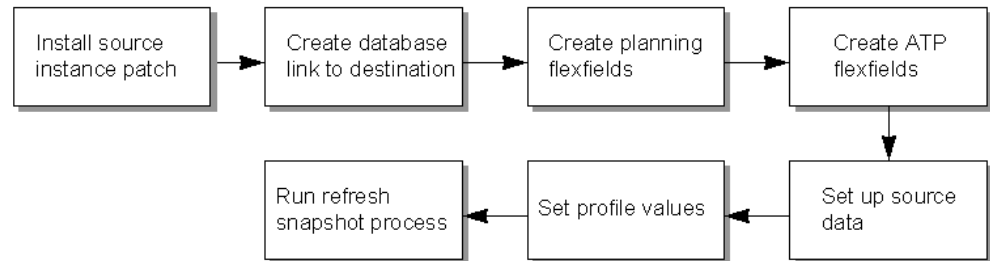 Install source
instance patch
Create database
link to destination
Create planning
flexfields
Create ATP
flexfields
Set up source
data
Set profile values
Run refresh
snapshot process